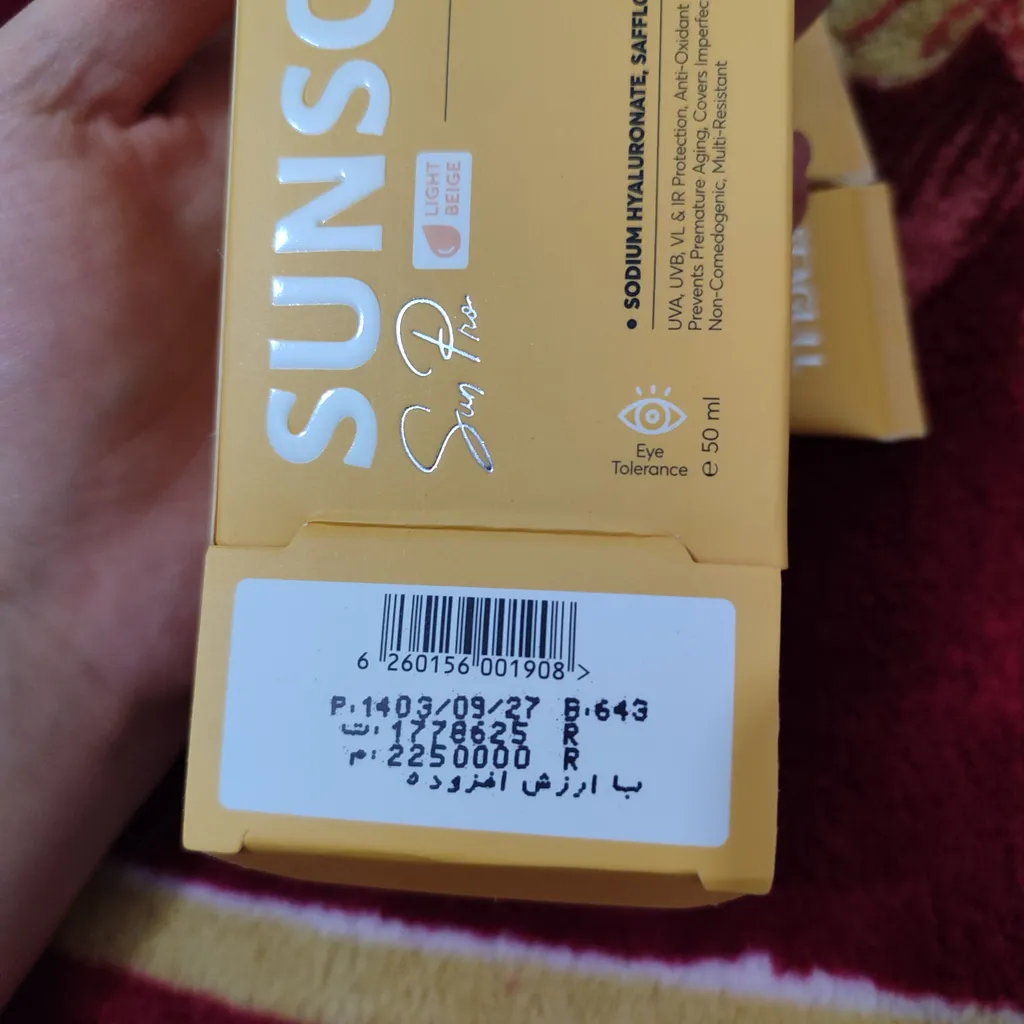 SUNSC
Sun Pro
LIGHT
BEIGE
• SODIUM HYALURONATE, SAFFLO
UVA, UVB, VL & IR Protection, Anti-Oxidant
Prevents Premature Aging, Covers Imperfec
Non-Comedogenic, Multi-Resistant
Eye
Tolerance
e 50 ml
6 260156 001908 >
P:1403/09/27 B:643
ت: 1778625 R
م: 2250000 R
با ارزش افزوده